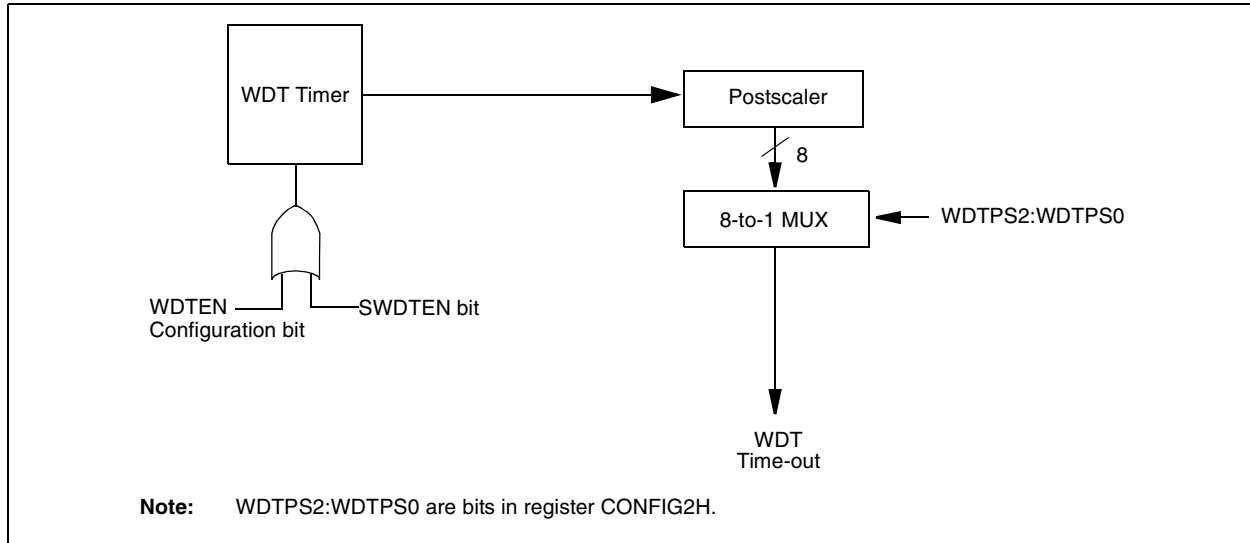 WDT Timer
Postscaler
8
8-to-1 MUX
WDTPS2:WDTPS0
WDTEN
Configuration bit
SWDTEN bit
WDT
Time-out
Note: WDTPS2:WDTPS0 are bits in register CONFIG2H.